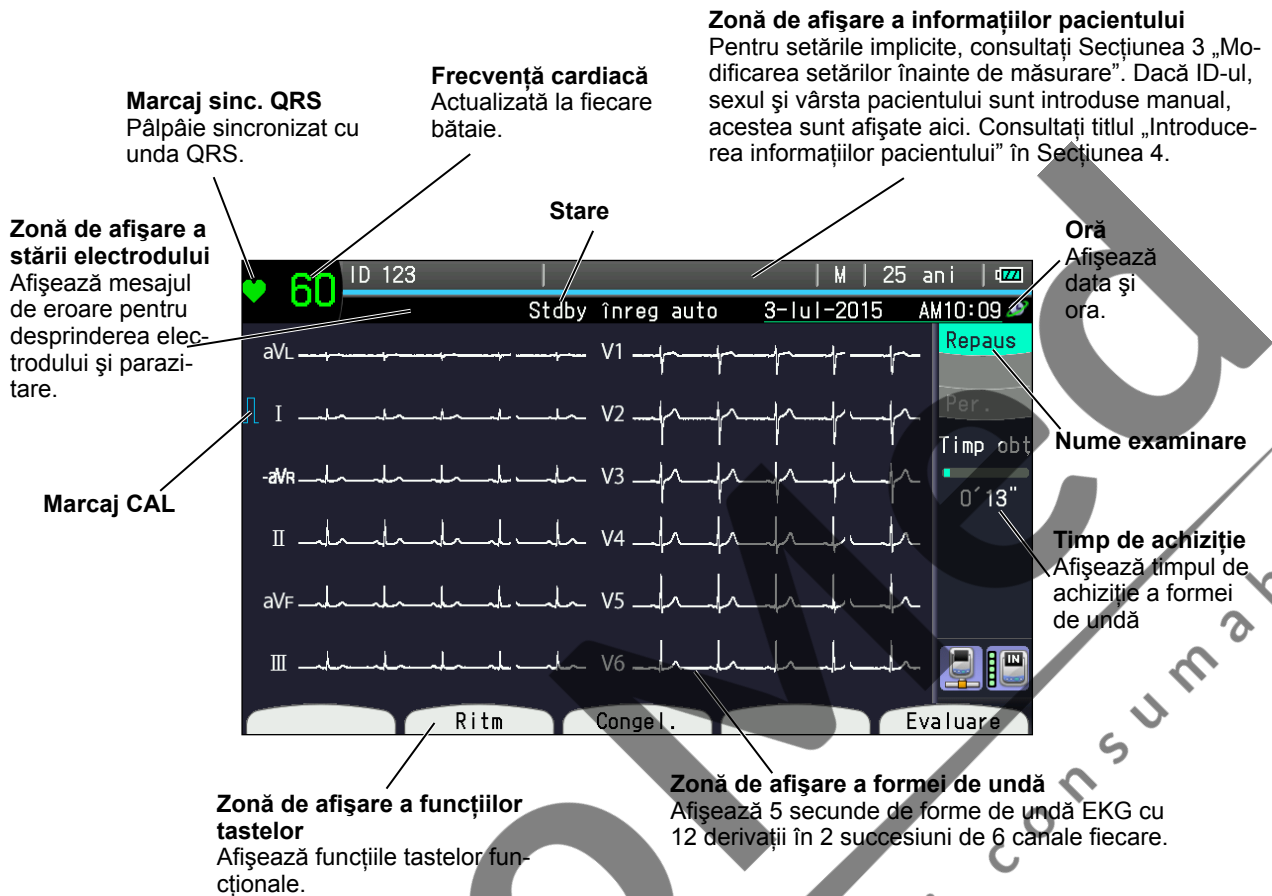 Zonă de afişare a informaţiilor pacientului
Pentru setările implicite, consultaţi Secţiunea 3 „Mo-
dificarea setărilor înainte de măsurare”. Dacă ID-ul,
sexul şi vârsta pacientului sunt introduse manual,
acestea sunt afişate aici. Consultaţi titlul „Introduce-
rea informaţiilor pacientului” în Secţiunea 4.
Frecvenţă cardiacă
Actualizată la fiecare
bătaie.
Marcaj sinc. QRS
Pâlpâie sincronizat cu
unda QRS.
Stare
Zonă de afişare a
stării electrodului
Afişează mesajul
de eroare pentru
desprinderea elec-
trodului şi parazi-
tare.
Oră
Afişează
data şi
ora.
60
ID 123
M
25 ani
Stdby înreg auto
3-Iul-2015
AM10:09
aVL
V1
Repaus
I
V2
Per.
-aVR
V3
Timp obţ
0´13"
II
V4
aVF
V5
III
V6
IN
Ritm
Congel.
Evaluare
Marcaj CAL
Nume examinare
Timp de achiziţie
Afişează timpul de
achiziţie a formei
de undă
Zonă de afişare a funcţiilor
tastelor
Afişează funcţiile tastelor fun-
cţionale.
Zonă de afişare a formei de undă
Afişează 5 secunde de forme de undă EKG cu
12 derivaţii în 2 succesiuni de 6 canale fiecare.